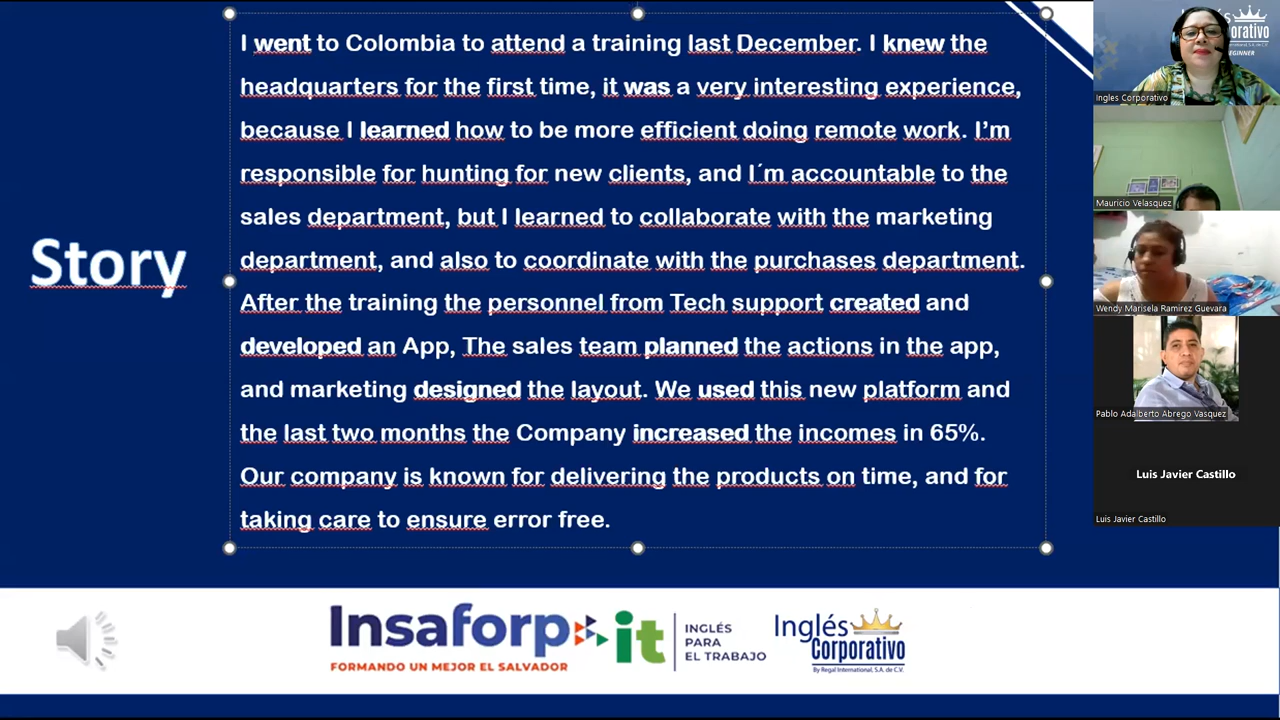 Story
I went to Colombia to attend a training last December. I knew the
headquarters for the first time, it was a very interesting experience,
because I learned how to be more efficient doing remote work. I'm
responsible for hunting for new clients, and I´m accountable to the
sales department, but I learned to collaborate with the marketing
department, and also to coordinate with the purchases department.
After the training the personnel from Tech support created and
developed an App, The sales team planned the actions in the app,
and marketing designed the layout. We used this new platform and
the last two months the Company increased the incomes in 65%.
Our company is known for delivering the products on time, and for
taking care to ensure error free.
Insaforp
FORMANDO UN MEJOR EL SALVADOR
it
INGLÉS
PARA
EL TRABAJO
Inglés
Corporativo
By Regal International, S.A. de C.V.
Ingles Corporativo
Mauricio Velasquez
Wendy Marisela Ramirez Guevara
Pablo Adalberto Abrego Vasquez
Luis Javier Castillo
Luis Javier Castillo